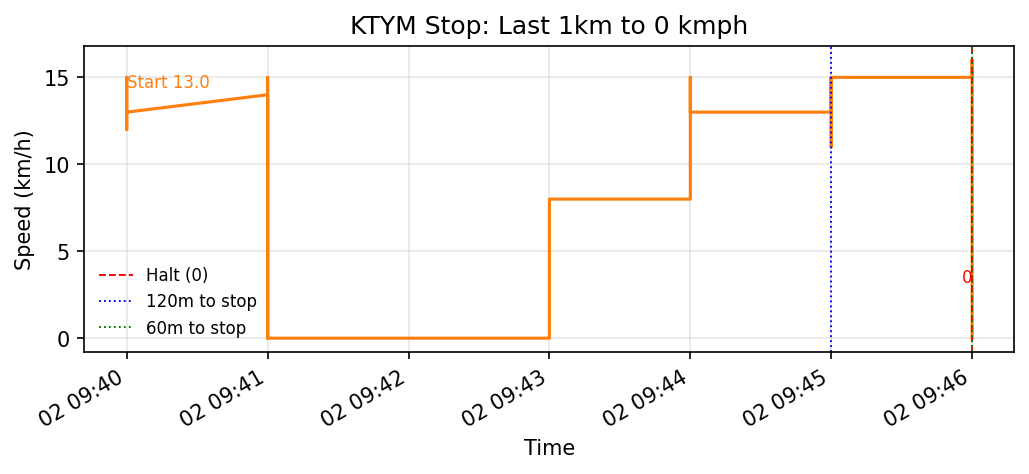 KTYM Stop: Last 1km to 0 kmph
Speed (km/h)
15
10
5
0
Start 13.0
0
Halt (0)
120m to stop
60m to stop
02 09:40
02 09:41
02 09:42
02 09:43
02 09:44
02 09:45
02 09:46
Time